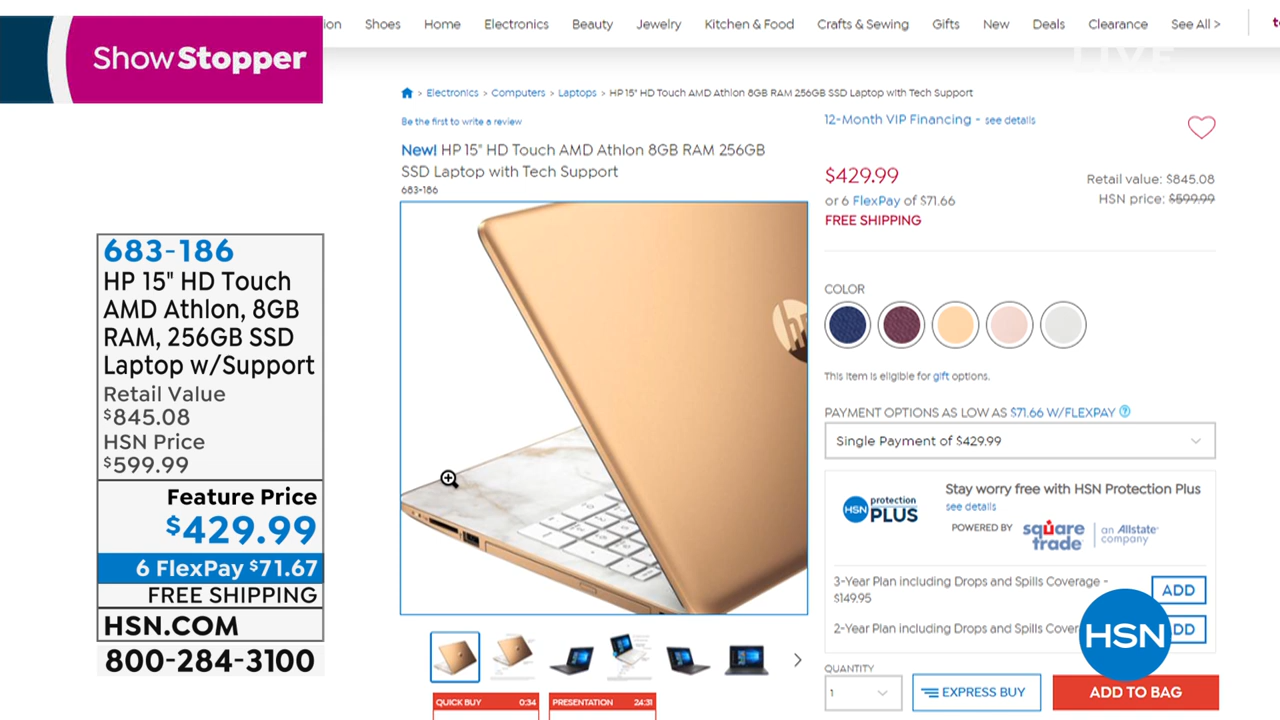 Show Stopper
Shoes Home Electronics Beauty Jewelry Kitchen & Food Crafts & Sewing Gifts New Deals Clearance See All >
LIVE
> Electronics > Computers > Laptops > HP 15" HD Touch AMD Athlon 8GB RAM 256GB SSD Laptop with Tech Support
Be the first to write a review
New! HP 15" HD Touch AMD Athlon 8GB RAM 256GB
SSD Laptop with Tech Support
683-186
hp
12-Month VIP Financing - see details
$429.99
Retail value: $845.08
or 6 FlexPay of $71.66
HSN price: $599.99
FREE SHIPPING
COLOR
This item is eligible for gift options.
PAYMENT OPTIONS AS LOW AS $71.66 W/FLEXPAY ?
Single Payment of $429.99
HSN protection PLUS
Stay worry free with HSN Protection Plus
see details
POWERED BY square trade | an Allstate company
3-Year Plan including Drops and Spills Coverage -
$149.95
ADD
2-Year Plan including Drops and Spills
HSN
QUANTITY
1
EXPRESS BUY
ADD TO BAG
QUICK BUY 0:34
PRESENTATION 24:31
683-186
HP 15" HD Touch
AMD Athlon, 8GB
RAM, 256GB SSD
Laptop w/Support
Retail Value
$845.08
HSN Price
$599.99
Feature Price
$429.99
6 FlexPay $71.67
FREE SHIPPING
HSN.COM
800-284-3100